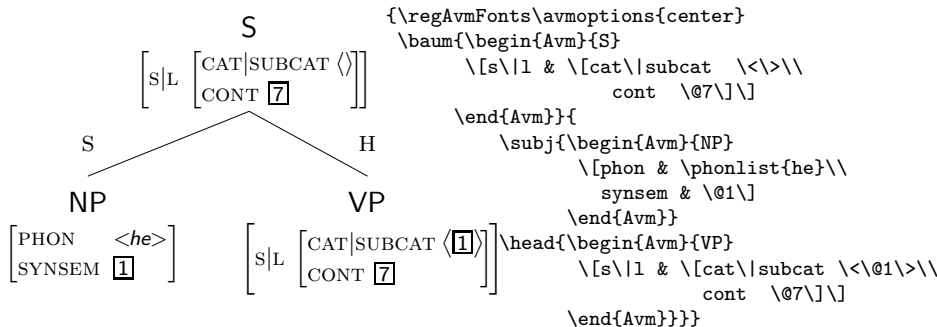 S
[S|L [CAT|SUBCAT ⟨⟩
CONT 7]]
S H
NP VP
[PHON <he>
SYNSEM 1]
[S|L [CAT|SUBCAT ⟨1⟩
CONT 7]]
{\regAvmFonts\avmoptions{center}
\baum{\begin{Avm}{S}
\[s\|l & \[cat\|subcat \<\>\\
cont \@7\]\]
\end{Avm}}{
\subj{\begin{Avm}{NP}
\[phon & \phonlist{he}\\
synsem & \@1\]
\end{Avm}}
\head{\begin{Avm}{VP}
\[s\|l & \[cat\|subcat \<\@1\>\\
cont \@7\]\]
\end{Avm}}}}